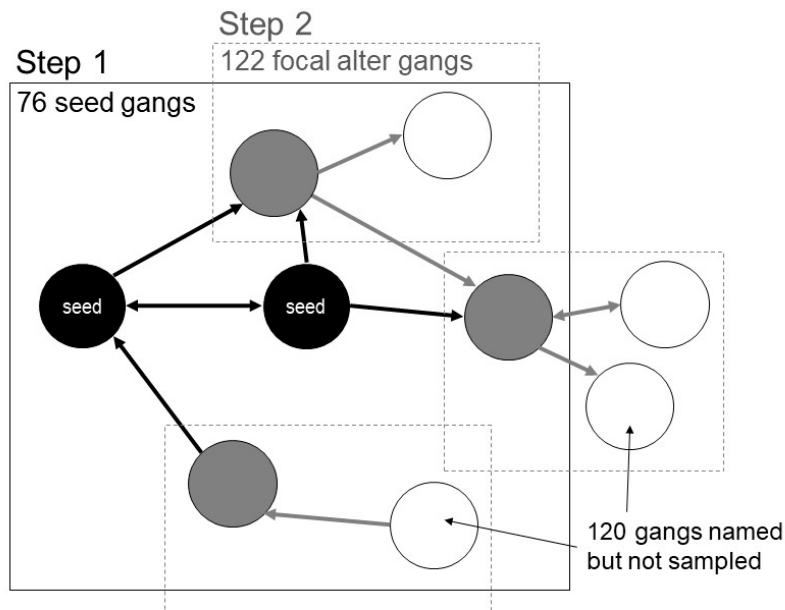 Step 2
122 focal alter gangs
Step 1
76 seed gangs
seed
seed
120 gangs named
but not sampled